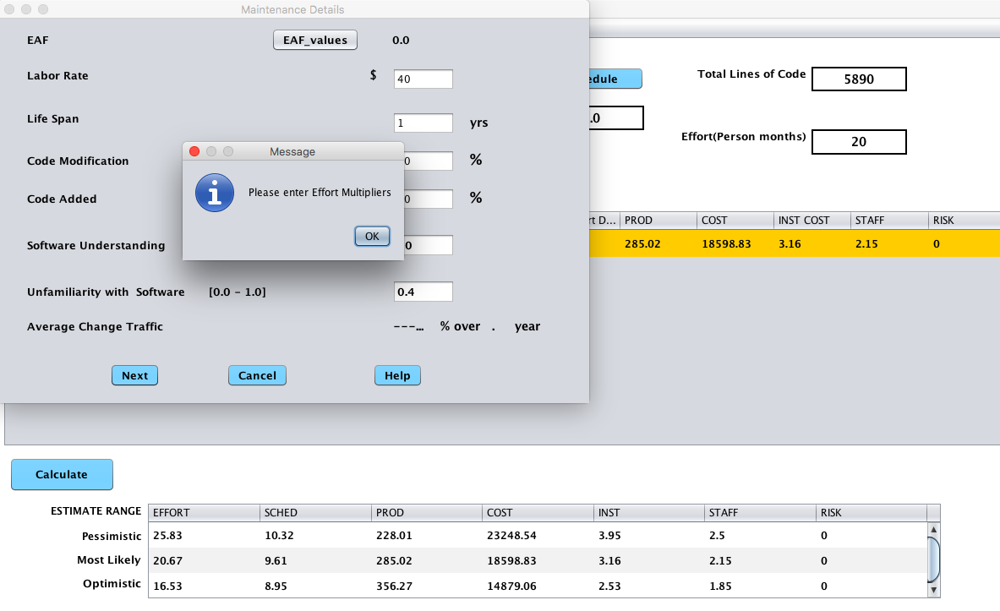 Maintenance Details
EAF EAF_values 0.0
Labor Rate $ 40
Life Span 1 yrs
Code Modification 0 %
Code Added 0 %
Software Understanding 0
Unfamiliarity with Software [0.0 - 1.0] 0.4
Average Change Traffic ---... % over . year
Next Cancel Help
Message
Please enter Effort Multipliers
OK
edule Total Lines of Code 5890
.0 Effort(Person months) 20
rt D... PROD COST INST COST STAFF RISK
285.02 18598.83 3.16 2.15 0
Calculate
ESTIMATE RANGE EFFORT SCHED PROD COST INST STAFF RISK
Pessimistic 25.83 10.32 228.01 23248.54 3.95 2.5 0
Most Likely 20.67 9.61 285.02 18598.83 3.16 2.15 0
Optimistic 16.53 8.95 356.27 14879.06 2.53 1.85 0